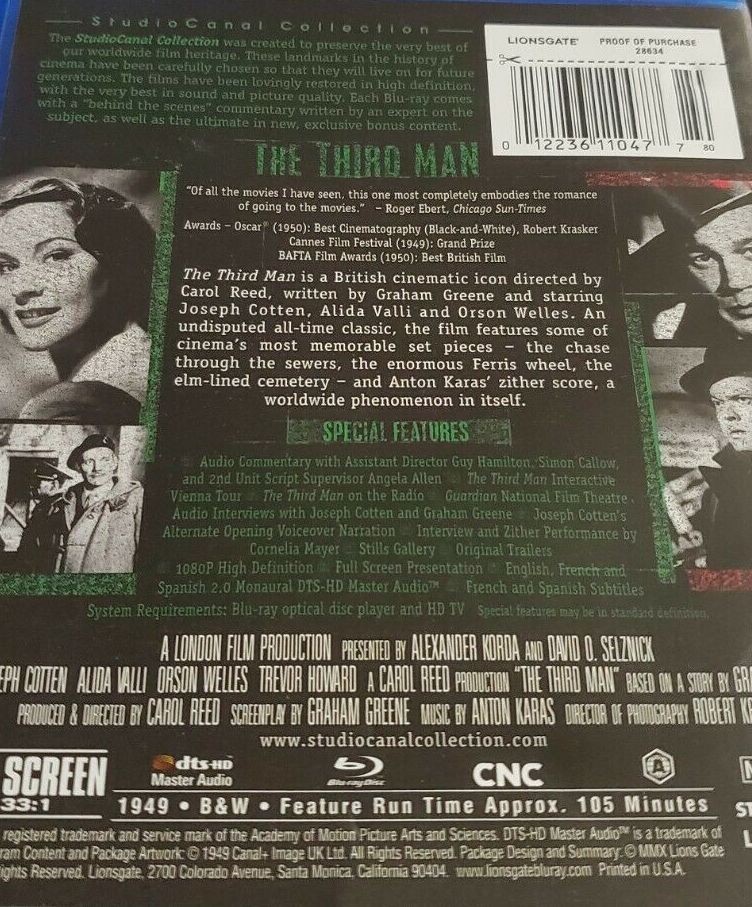 StudioCanal Collection
The StudioCanal Collection was created to preserve the very best of
our worldwide film heritage. These landmarks in the history of
cinema have been carefully chosen so that they will live on for future
generations. The films have been lovingly restored in high definition,
with the very best in sound and picture quality. Each Blu-ray comes
with a "behind the scenes" commentary written by an expert on the
subject, as well as the ultimate in new, exclusive bonus content.
LIONSGATE PROOF OF PURCHASE
28634
0 12236 11047 7 80
THE THIRD MAN
"Of all the movies I have seen, this one most completely embodies the romance
of going to the movies." – Roger Ebert, Chicago Sun-Times
Awards – Oscar® (1950): Best Cinematography (Black-and-White), Robert Krasker
Cannes Film Festival (1949): Grand Prize
BAFTA Film Awards (1950): Best British Film
The Third Man is a British cinematic icon directed by
Carol Reed, written by Graham Greene and starring
Joseph Cotten, Alida Valli and Orson Welles. An
undisputed all-time classic, the film features some of
cinema's most memorable set pieces – the chase
through the sewers, the enormous Ferris wheel, the
elm-lined cemetery – and Anton Karas' zither score, a
worldwide phenomenon in itself.
SPECIAL FEATURES
Audio Commentary with Assistant Director Guy Hamilton, Simon Callow,
and 2nd Unit Script Supervisor Angela Allen The Third Man Interactive
Vienna Tour The Third Man on the Radio Guardian National Film Theatre
Audio Interviews with Joseph Cotten and Graham Greene Joseph Cotten's
Alternate Opening Voiceover Narration Interview and Zither Performance by
Cornelia Mayer Stills Gallery Original Trailers
1080P High Definition Full Screen Presentation English, French and
Spanish 2.0 Monaural DTS-HD Master Audio™ French and Spanish Subtitles
System Requirements: Blu-ray optical disc player and HD TV Special features may be in standard definition.
A LONDON FILM PRODUCTION PRESENTED BY ALEXANDER KORDA AND DAVID O. SELZNICK
EPH COTTEN ALIDA VALLI ORSON WELLES TREVOR HOWARD A CAROL REED PRODUCTION "THE THIRD MAN" BASED ON A STORY BY GR
PRODUCED & DIRECTED BY CAROL REED SCREENPLAY BY GRAHAM GREENE MUSIC BY ANTON KARAS DIRECTOR OF PHOTOGRAPHY ROBERT K
www.studiocanalcollection.com
SCREEN
33:1
dts-HD
Master Audio
Blu-ray Disc
CNC
1949 • B&W • Feature Run Time Approx. 105 Minutes
registered trademark and service mark of the Academy of Motion Picture Arts and Sciences. DTS-HD Master Audio™ is a trademark of
ram Content and Package Artwork: © 1949 Canal+ Image UK Ltd. All Rights Reserved. Package Design and Summary: © MMX Lions Gate
ights Reserved. Lionsgate, 2700 Colorado Avenue, Santa Monica, California 90404. www.lionsgatebluray.com Printed in U.S.A.